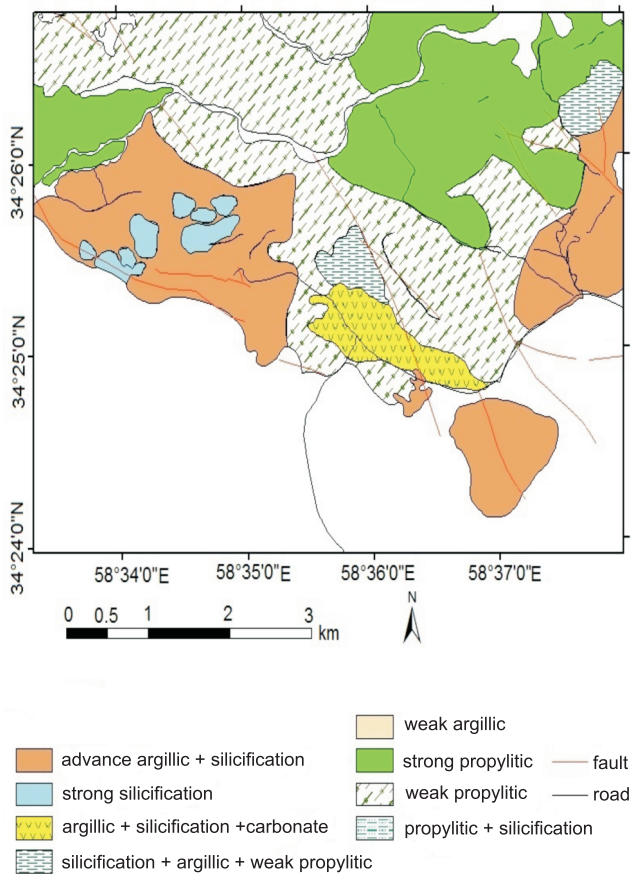 34°26'0"N
34°25'0"N
34°24'0"N
58°34'0"E 58°35'0"E 58°36'0"E 58°37'0"E
0 0.5 1 2 3
km
N
weak argillic
advance argillic + silicification
strong propylitic
fault
strong silicification
weak propylitic
road
argillic + silicification +carbonate
propylitic + silicification
silicification + argillic + weak propylitic